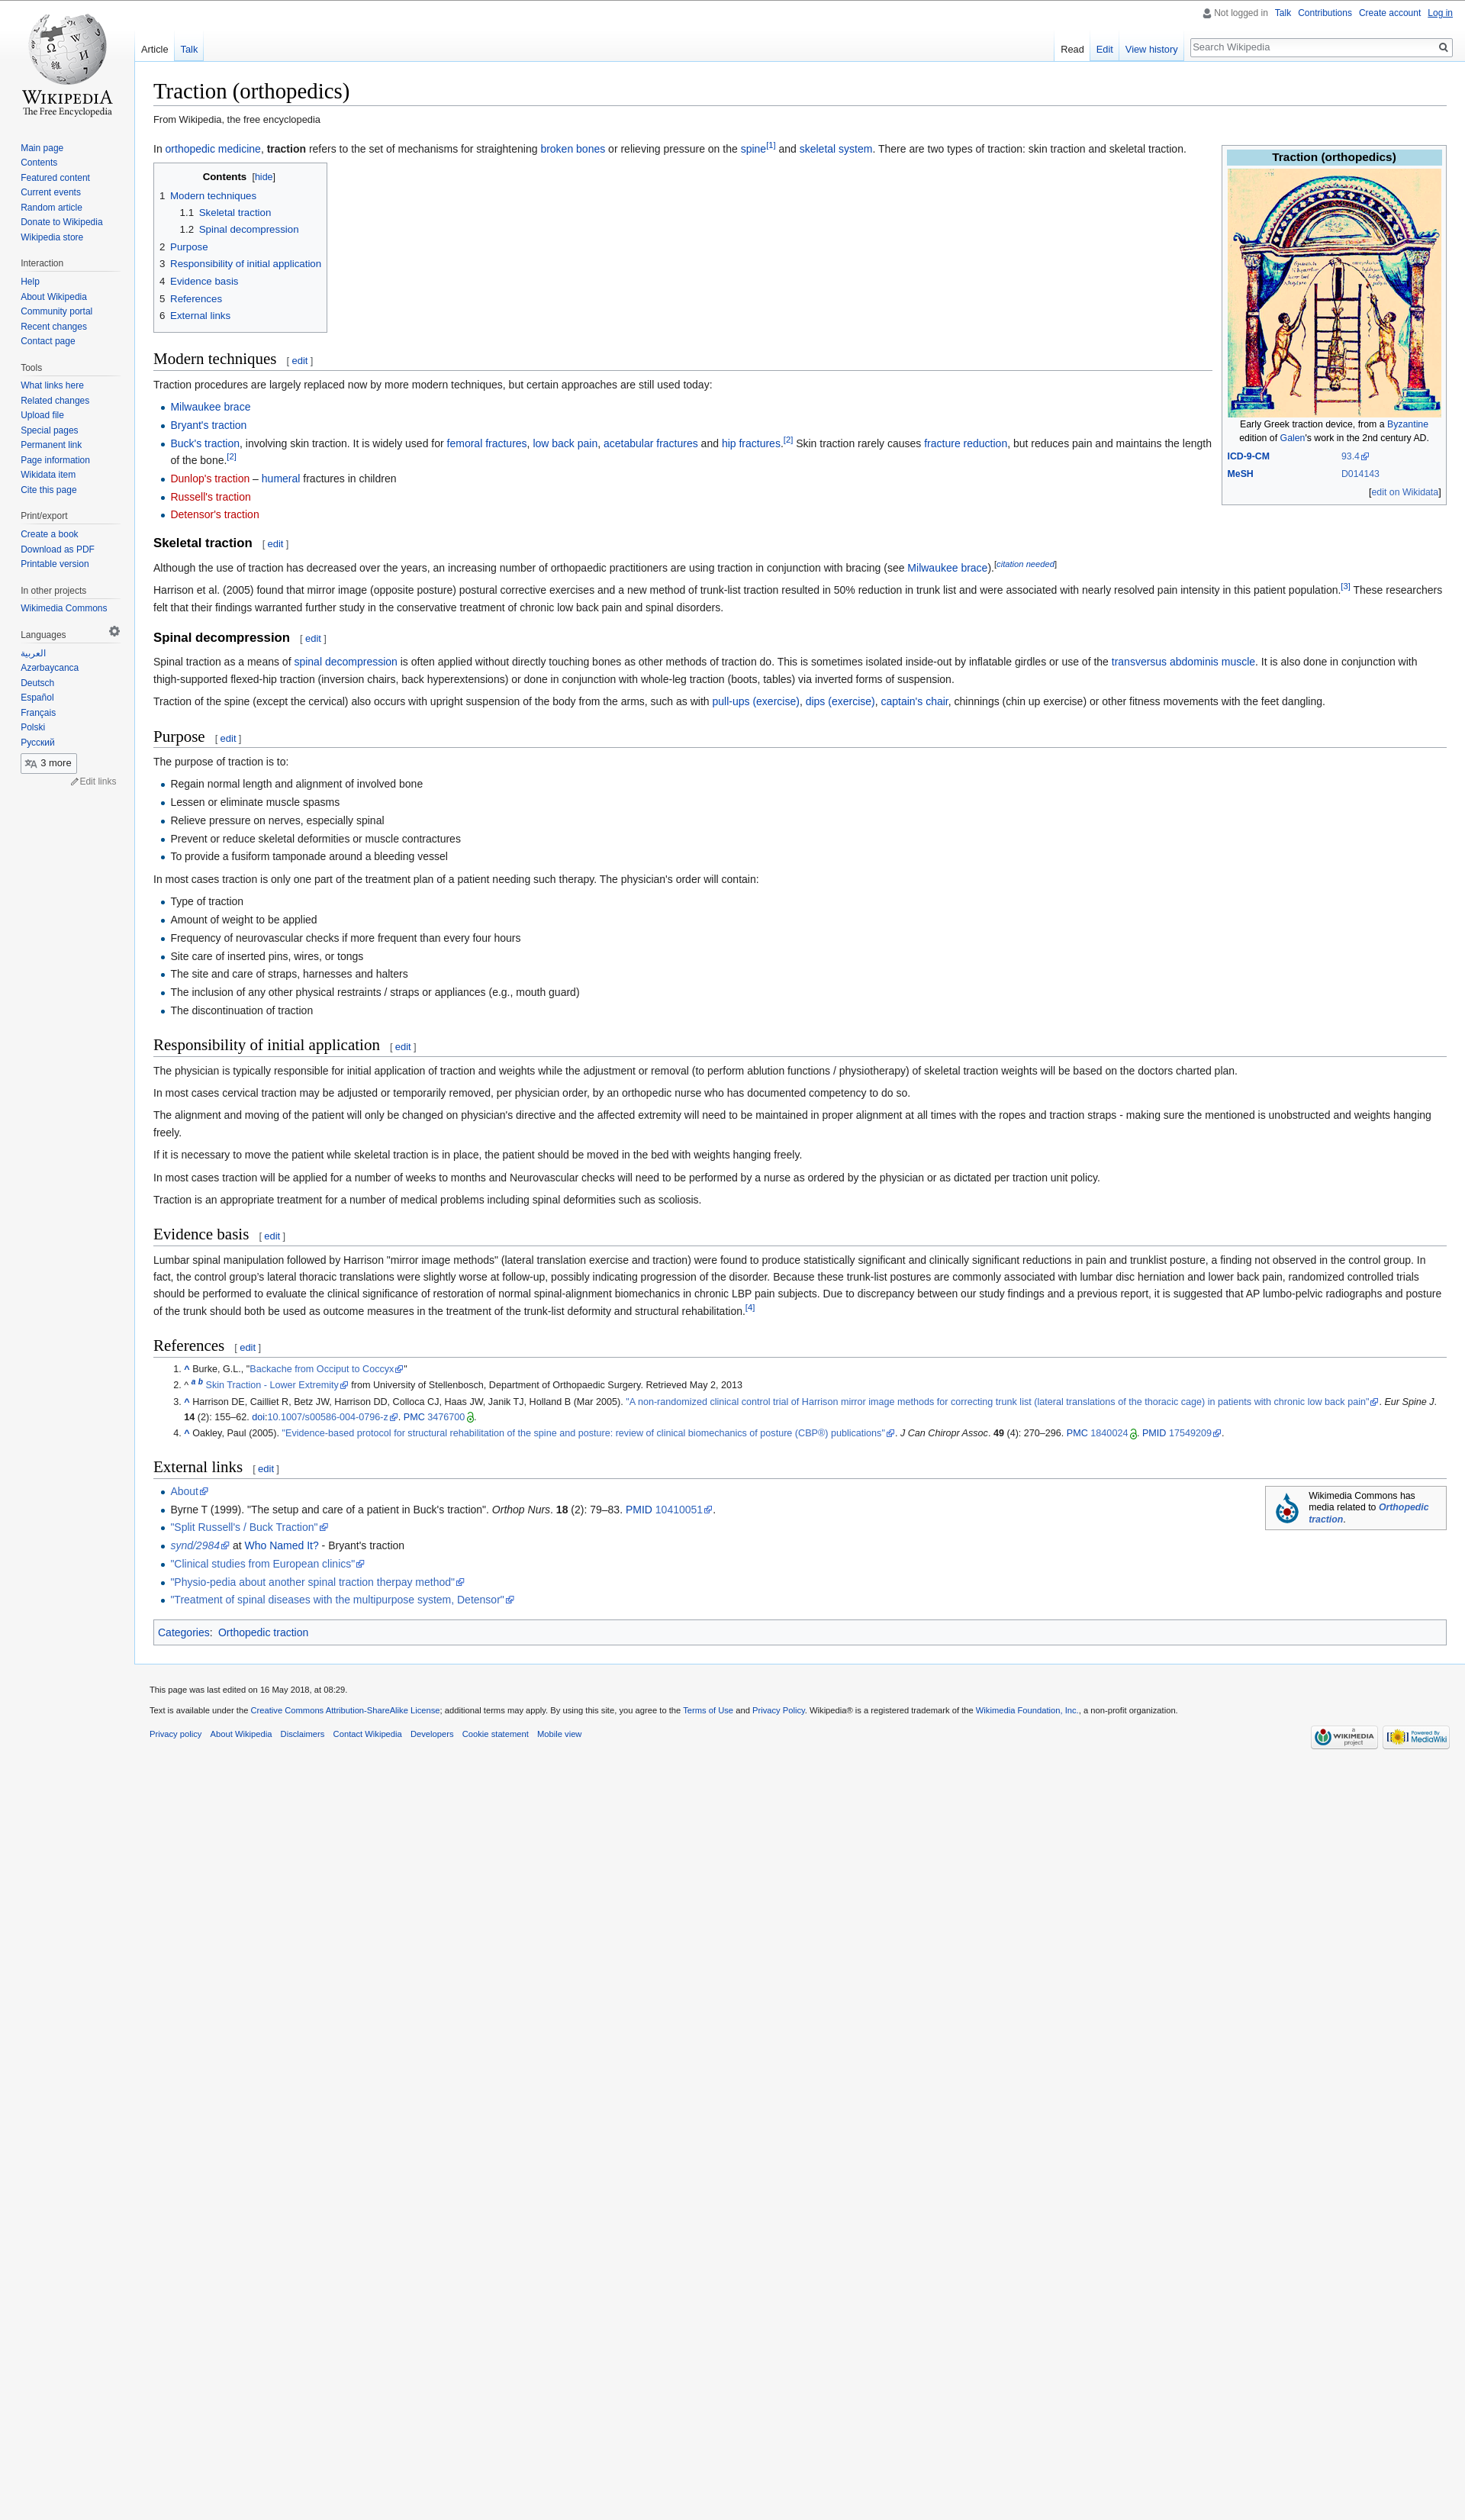 Not logged in Talk Contributions Create account Log in
Article Talk
Read Edit View history Search Wikipedia
WIKIPEDIA
The Free Encyclopedia
Main page
Contents
Featured content
Current events
Random article
Donate to Wikipedia
Wikipedia store
Interaction
Help
About Wikipedia
Community portal
Recent changes
Contact page
Tools
What links here
Related changes
Upload file
Special pages
Permanent link
Page information
Wikidata item
Cite this page
Print/export
Create a book
Download as PDF
Printable version
In other projects
Wikimedia Commons
Languages
العربية
Azərbaycanca
Deutsch
Español
Français
Polski
Русский
3 more
Edit links
Traction (orthopedics)
From Wikipedia, the free encyclopedia
In orthopedic medicine, traction refers to the set of mechanisms for straightening broken bones or relieving pressure on the spine[1] and skeletal system. There are two types of traction: skin traction and skeletal traction.
Contents [hide]
1 Modern techniques
1.1 Skeletal traction
1.2 Spinal decompression
2 Purpose
3 Responsibility of initial application
4 Evidence basis
5 References
6 External links
Traction (orthopedics)
Early Greek traction device, from a Byzantine
edition of Galen's work in the 2nd century AD.
ICD-9-CM 93.4
MeSH D014143
[edit on Wikidata]
Modern techniques [ edit ]
Traction procedures are largely replaced now by more modern techniques, but certain approaches are still used today:
Milwaukee brace
Bryant's traction
Buck's traction, involving skin traction. It is widely used for femoral fractures, low back pain, acetabular fractures and hip fractures.[2] Skin traction rarely causes fracture reduction, but reduces pain and maintains the length
of the bone.[2]
Dunlop's traction – humeral fractures in children
Russell's traction
Detensor's traction
Skeletal traction [ edit ]
Although the use of traction has decreased over the years, an increasing number of orthopaedic practitioners are using traction in conjunction with bracing (see Milwaukee brace).[citation needed]
Harrison et al. (2005) found that mirror image (opposite posture) postural corrective exercises and a new method of trunk-list traction resulted in 50% reduction in trunk list and were associated with nearly resolved pain intensity in this patient population.[3] These researchers
felt that their findings warranted further study in the conservative treatment of chronic low back pain and spinal disorders.
Spinal decompression [ edit ]
Spinal traction as a means of spinal decompression is often applied without directly touching bones as other methods of traction do. This is sometimes isolated inside-out by inflatable girdles or use of the transversus abdominis muscle. It is also done in conjunction with
thigh-supported flexed-hip traction (inversion chairs, back hyperextensions) or done in conjunction with whole-leg traction (boots, tables) via inverted forms of suspension.
Traction of the spine (except the cervical) also occurs with upright suspension of the body from the arms, such as with pull-ups (exercise), dips (exercise), captain's chair, chinnings (chin up exercise) or other fitness movements with the feet dangling.
Purpose [ edit ]
The purpose of traction is to:
Regain normal length and alignment of involved bone
Lessen or eliminate muscle spasms
Relieve pressure on nerves, especially spinal
Prevent or reduce skeletal deformities or muscle contractures
To provide a fusiform tamponade around a bleeding vessel
In most cases traction is only one part of the treatment plan of a patient needing such therapy. The physician's order will contain:
Type of traction
Amount of weight to be applied
Frequency of neurovascular checks if more frequent than every four hours
Site care of inserted pins, wires, or tongs
The site and care of straps, harnesses and halters
The inclusion of any other physical restraints / straps or appliances (e.g., mouth guard)
The discontinuation of traction
Responsibility of initial application [ edit ]
The physician is typically responsible for initial application of traction and weights while the adjustment or removal (to perform ablution functions / physiotherapy) of skeletal traction weights will be based on the doctors charted plan.
In most cases cervical traction may be adjusted or temporarily removed, per physician order, by an orthopedic nurse who has documented competency to do so.
The alignment and moving of the patient will only be changed on physician's directive and the affected extremity will need to be maintained in proper alignment at all times with the ropes and traction straps - making sure the mentioned is unobstructed and weights hanging
freely.
If it is necessary to move the patient while skeletal traction is in place, the patient should be moved in the bed with weights hanging freely.
In most cases traction will be applied for a number of weeks to months and Neurovascular checks will need to be performed by a nurse as ordered by the physician or as dictated per traction unit policy.
Traction is an appropriate treatment for a number of medical problems including spinal deformities such as scoliosis.
Evidence basis [ edit ]
Lumbar spinal manipulation followed by Harrison "mirror image methods" (lateral translation exercise and traction) were found to produce statistically significant and clinically significant reductions in pain and trunklist posture, a finding not observed in the control group. In
fact, the control group's lateral thoracic translations were slightly worse at follow-up, possibly indicating progression of the disorder. Because these trunk-list postures are commonly associated with lumbar disc herniation and lower back pain, randomized controlled trials
should be performed to evaluate the clinical significance of restoration of normal spinal-alignment biomechanics in chronic LBP pain subjects. Due to discrepancy between our study findings and a previous report, it is suggested that AP lumbo-pelvic radiographs and posture
of the trunk should both be used as outcome measures in the treatment of the trunk-list deformity and structural rehabilitation.[4]
References [ edit ]
1. ^ Burke, G.L., "Backache from Occiput to Coccyx"
2. ^ a b Skin Traction - Lower Extremity from University of Stellenbosch, Department of Orthopaedic Surgery. Retrieved May 2, 2013
3. ^ Harrison DE, Cailliet R, Betz JW, Harrison DD, Colloca CJ, Haas JW, Janik TJ, Holland B (Mar 2005). "A non-randomized clinical control trial of Harrison mirror image methods for correcting trunk list (lateral translations of the thoracic cage) in patients with chronic low back pain". Eur Spine J.
14 (2): 155–62. doi:10.1007/s00586-004-0796-z. PMC 3476700.
4. ^ Oakley, Paul (2005). "Evidence-based protocol for structural rehabilitation of the spine and posture: review of clinical biomechanics of posture (CBP®) publications". J Can Chiropr Assoc. 49 (4): 270–296. PMC 1840024. PMID 17549209.
External links [ edit ]
About
Byrne T (1999). "The setup and care of a patient in Buck's traction". Orthop Nurs. 18 (2): 79–83. PMID 10410051.
"Split Russell's / Buck Traction"
synd/2984 at Who Named It? - Bryant's traction
"Clinical studies from European clinics"
"Physio-pedia about another spinal traction therpay method"
"Treatment of spinal diseases with the multipurpose system, Detensor"
Wikimedia Commons has
media related to Orthopedic
traction.
Categories: Orthopedic traction
This page was last edited on 16 May 2018, at 08:29.
Text is available under the Creative Commons Attribution-ShareAlike License; additional terms may apply. By using this site, you agree to the Terms of Use and Privacy Policy. Wikipedia® is a registered trademark of the Wikimedia Foundation, Inc., a non-profit organization.
Privacy policy About Wikipedia Disclaimers Contact Wikipedia Developers Cookie statement Mobile view
A
WIKIMEDIA
project
Powered By
MediaWiki